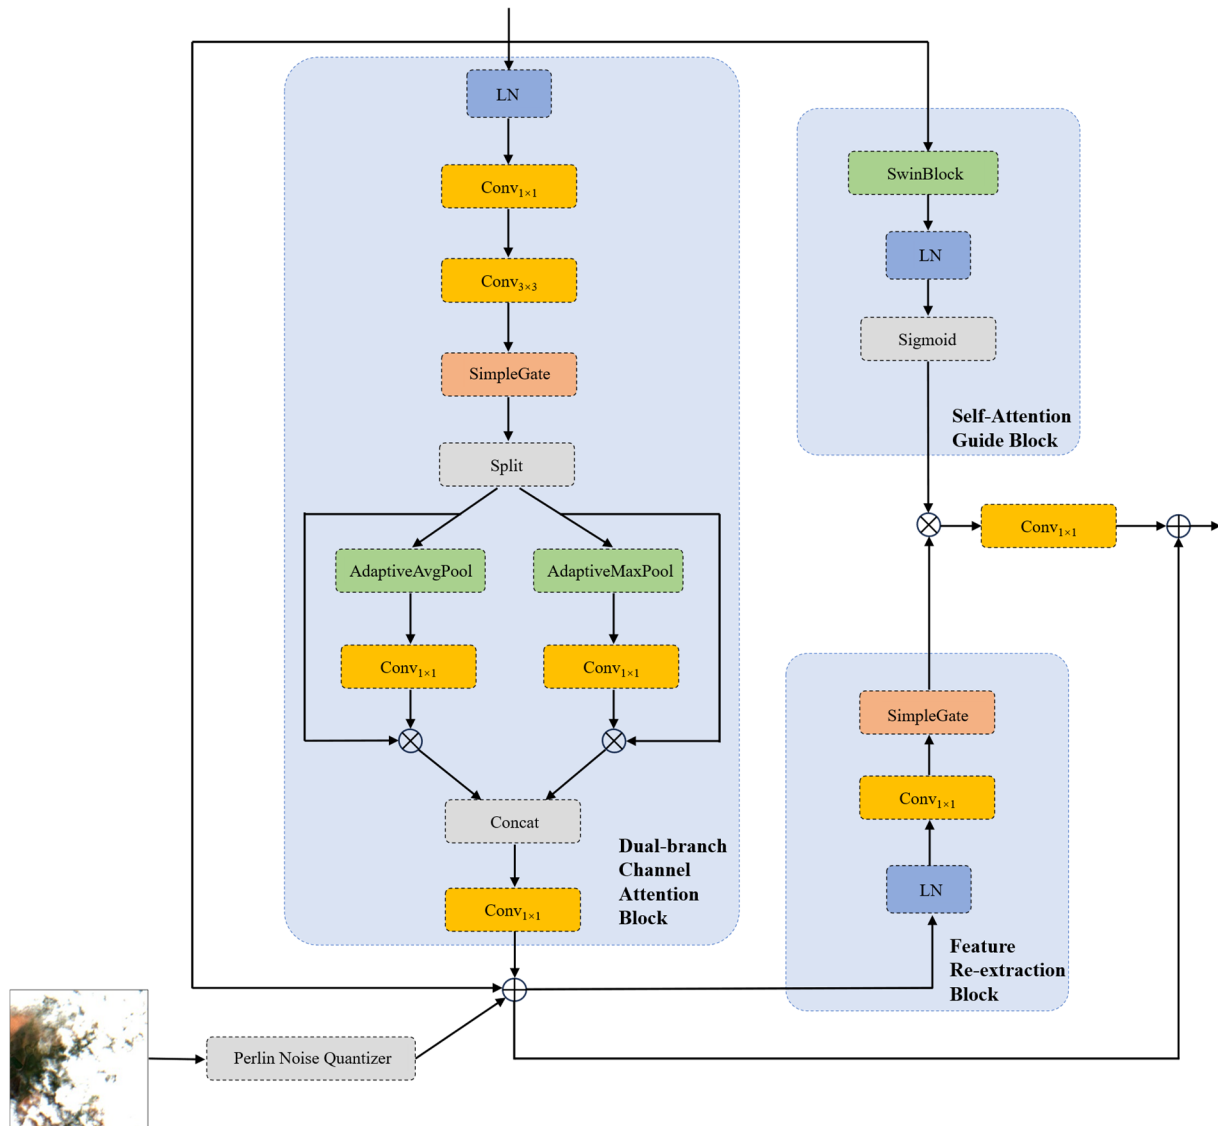 LN
Conv1×1
Conv3×3
SimpleGate
Split
AdaptiveAvgPool
AdaptiveMaxPool
Conv1×1
Conv1×1
Concat
Conv1×1
Dual-branch
Channel
Attention
Block
Perlin Noise Quantizer
SwinBlock
LN
Sigmoid
Self-Attention
Guide Block
Conv1×1
SimpleGate
Conv1×1
LN
Feature
Re-extraction
Block